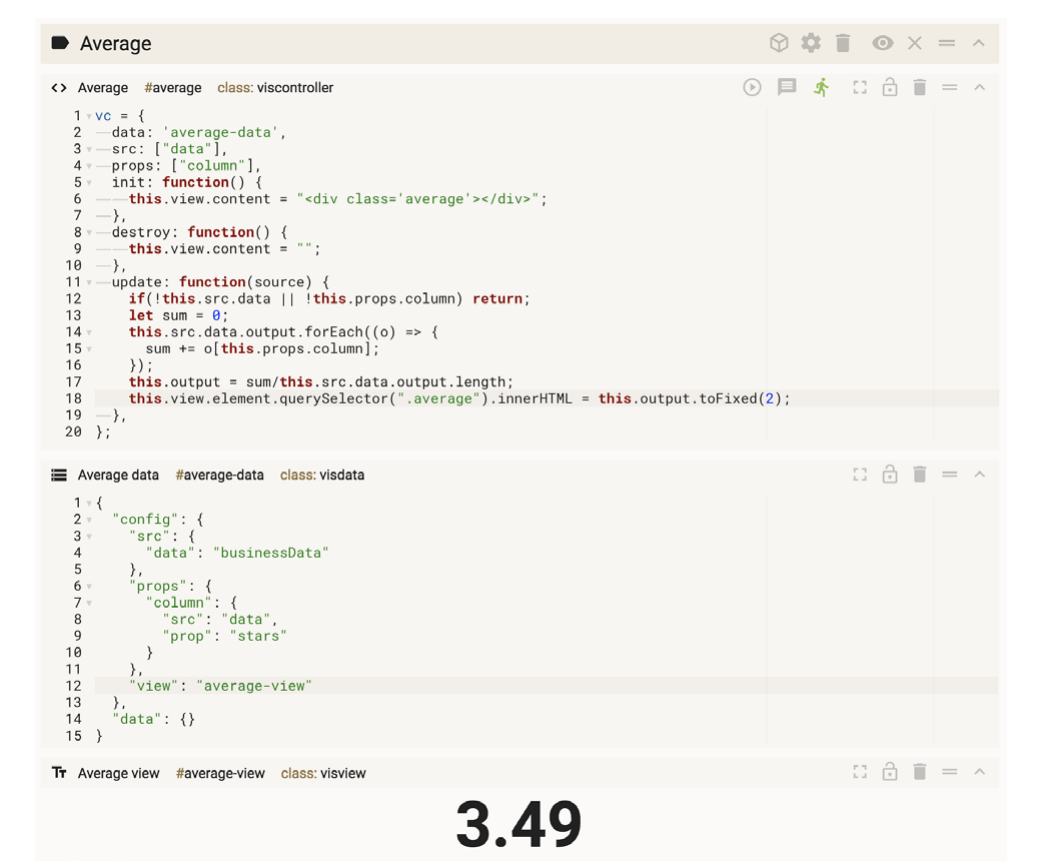 Average
<> Average #average class: viscontroller
1 vc = {
2 data: 'average-data',
3 src: ["data"],
4 props: ["column"],
5 init: function() {
6 this.view.content = "<div class='average'></div>";
7 },
8 destroy: function() {
9 this.view.content = "";
10 },
11 update: function(source) {
12 if(!this.src.data || !this.props.column) return;
13 let sum = 0;
14 this.src.data.output.forEach((o) => {
15 sum += o[this.props.column];
16 });
17 this.output = sum/this.src.data.output.length;
18 this.view.element.querySelector(".average").innerHTML = this.output.toFixed(2);
19 },
20 };
Average data #average-data class: visdata
1 {
2 "config": {
3 "src": {
4 "data": "businessData"
5 },
6 "props": {
7 "column": {
8 "src": "data",
9 "prop": "stars"
10 }
11 },
12 "view": "average-view"
13 },
14 "data": {}
15 }
Tт Average view #average-view class: visview
3.49